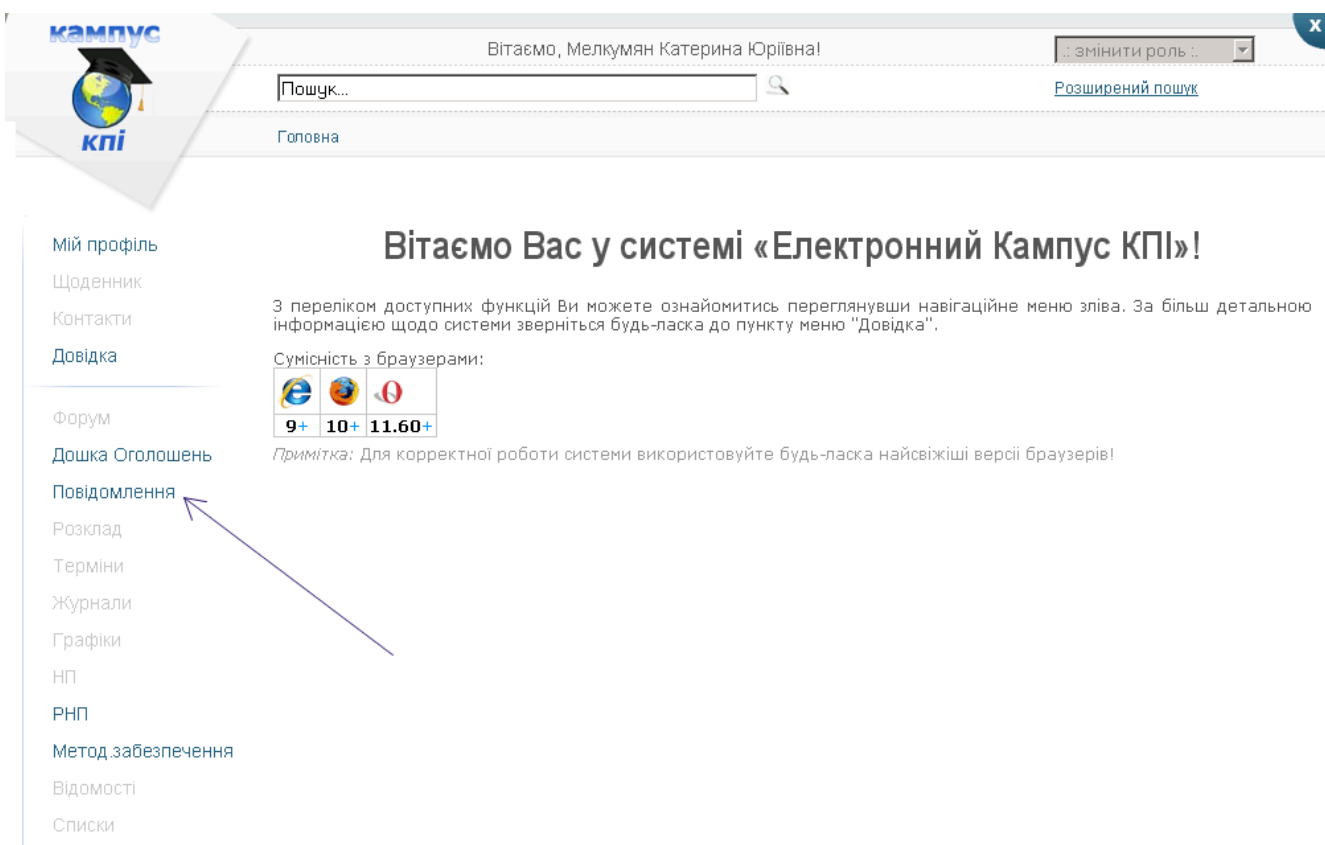 кампус
кпі
Вітаємо, Мелкумян Катерина Юріївна!
.: змінити роль :.
x
Пошук...
Розширений пошук
Головна
Мій профіль
Щоденник
Контакти
Довідка
Форум
Дошка Оголошень
Повідомлення
Розклад
Терміни
Журнали
Графіки
НП
РНП
Метод.забезпечення
Відомості
Списки
Вітаємо Вас у системі «Електронний Кампус КПІ»!
З переліком доступних функцій Ви можете ознайомитись переглянувши навігаційне меню зліва. За більш детальною
інформацією щодо системи зверніться будь-ласка до пункту меню "Довідка".
Сумісність з браузерами:
9+ 10+ 11.60+
Примітка: Для корректної роботи системи використовуйте будь-ласка найсвіжіші версії браузерів!